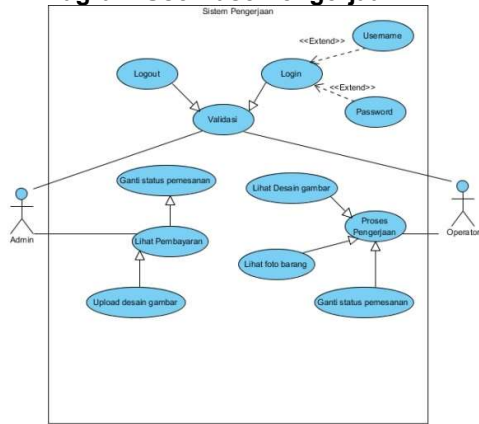 Sistem Pengerjaan
Username
<<Extend>>
Logout
Login
<<Extend>>
Password
Validasi
Ganti status pemesanan
Lihat Desain gambar
Proses
Pengerjaan
Admin
Lihat Pembayaran
Operator
Lihat foto barang
Upload desain gambar
Ganti status pemesanan